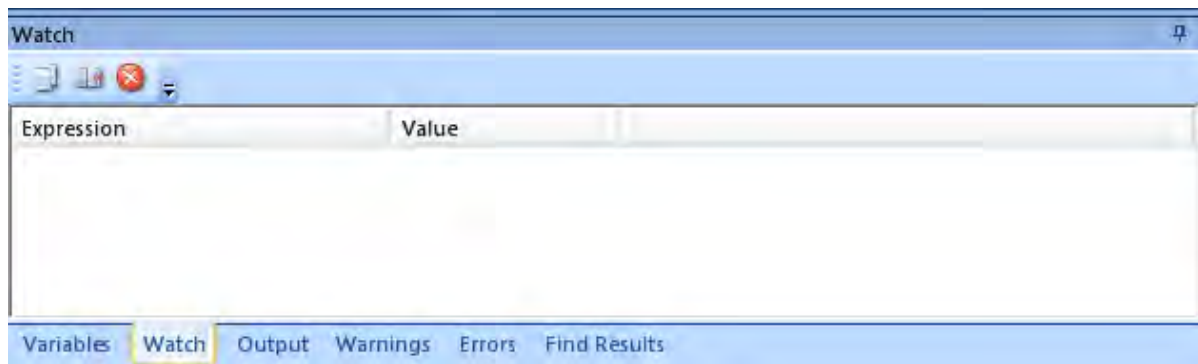 Watch
Expression Value
Variables Watch Output Warnings Errors Find Results